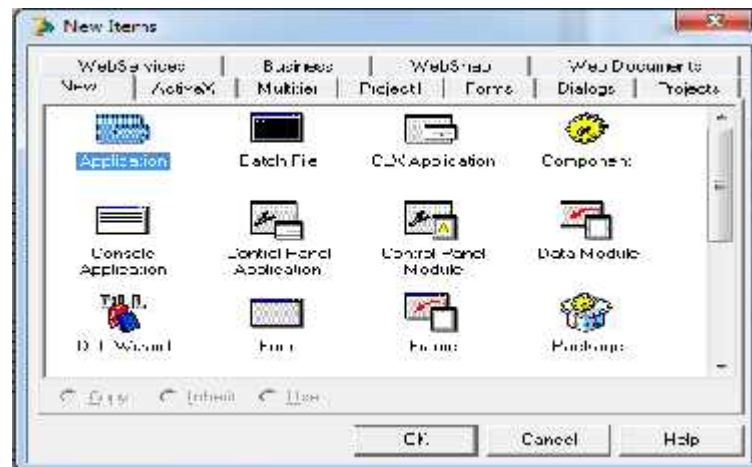 New Items
WebServices Business WebSnap Web Documents
New ActiveX Multitier Project1 Forms Dialogs Projects
Application Batch File CLX Application Component
Console Application Control Panel Application Control Panel Module Data Module
DLL Wizard Form Frame Package
Copy Inherit Use
OK Cancel Help